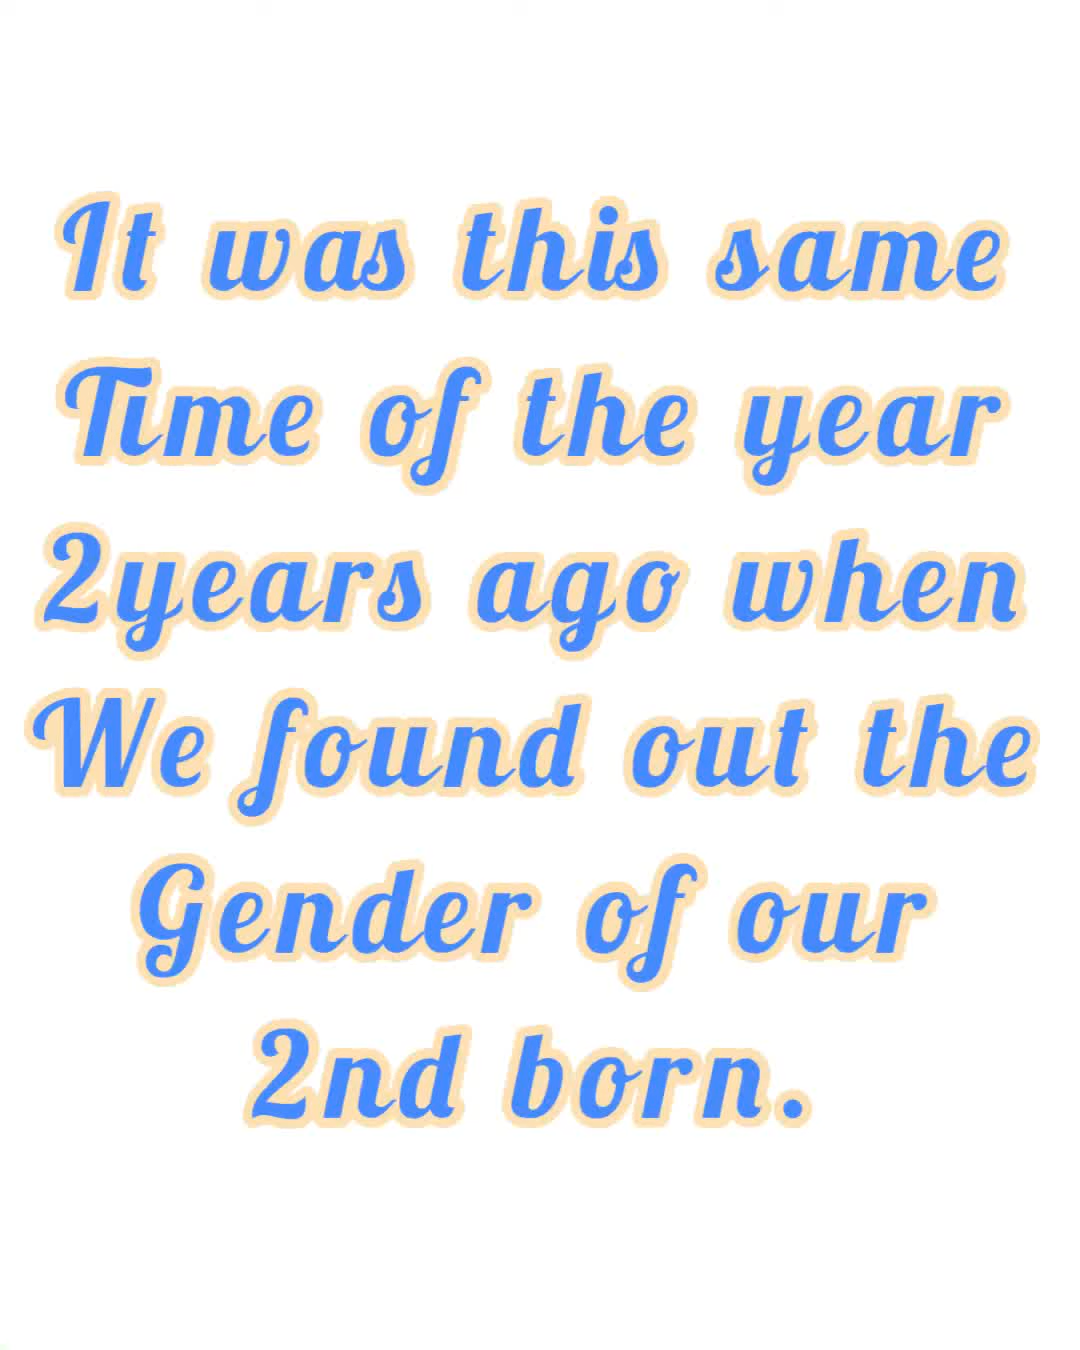 It was this same
Time of the year
2years ago when
We found out the
Gender of our
2nd born.